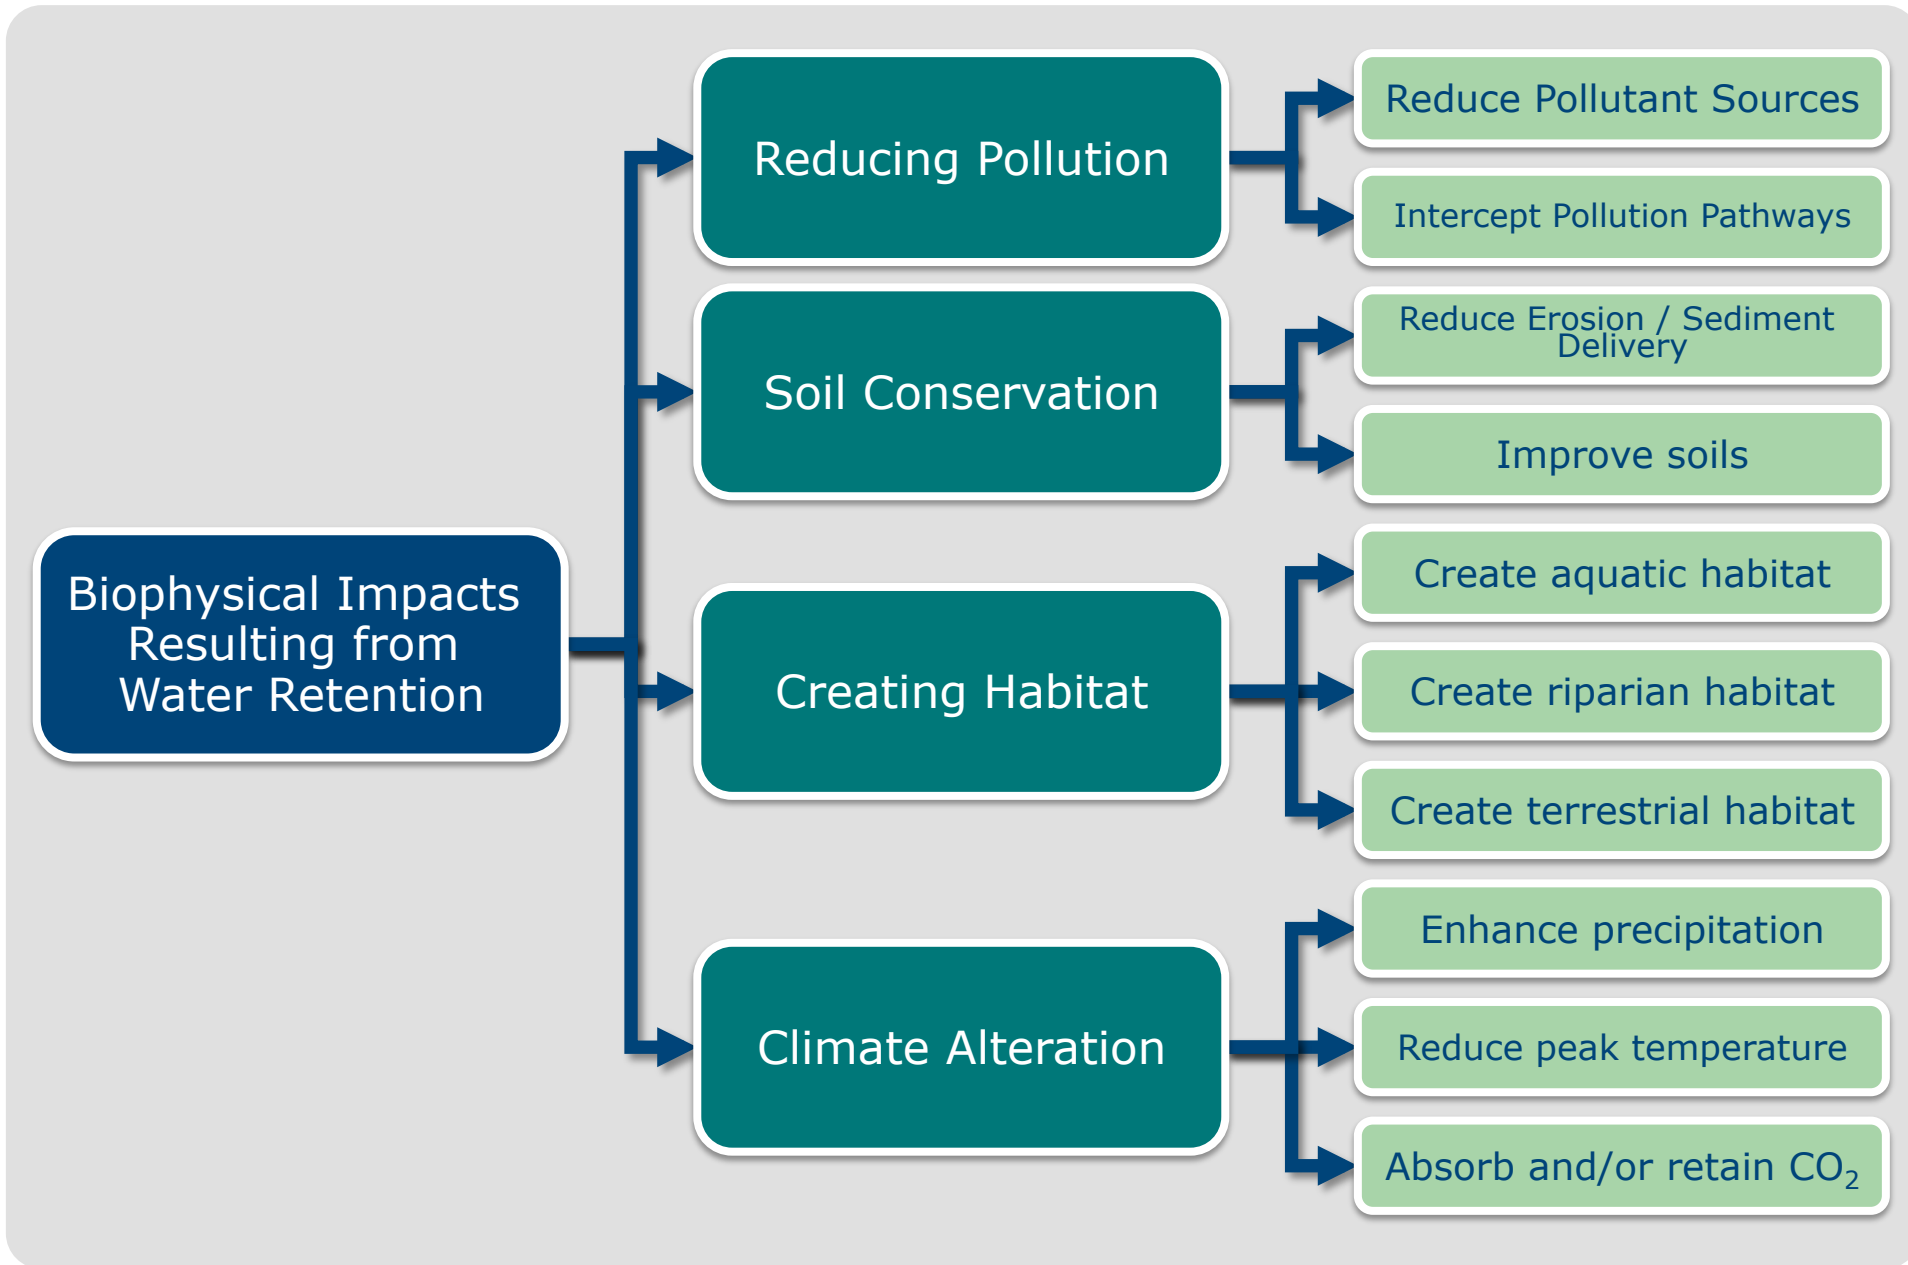 Biophysical Impacts
Resulting from
Water Retention
Reducing Pollution
Reduce Pollutant Sources
Intercept Pollution Pathways
Soil Conservation
Reduce Erosion / Sediment
Delivery
Improve soils
Creating Habitat
Create aquatic habitat
Create riparian habitat
Create terrestrial habitat
Climate Alteration
Enhance precipitation
Reduce peak temperature
Absorb and/or retain CO₂